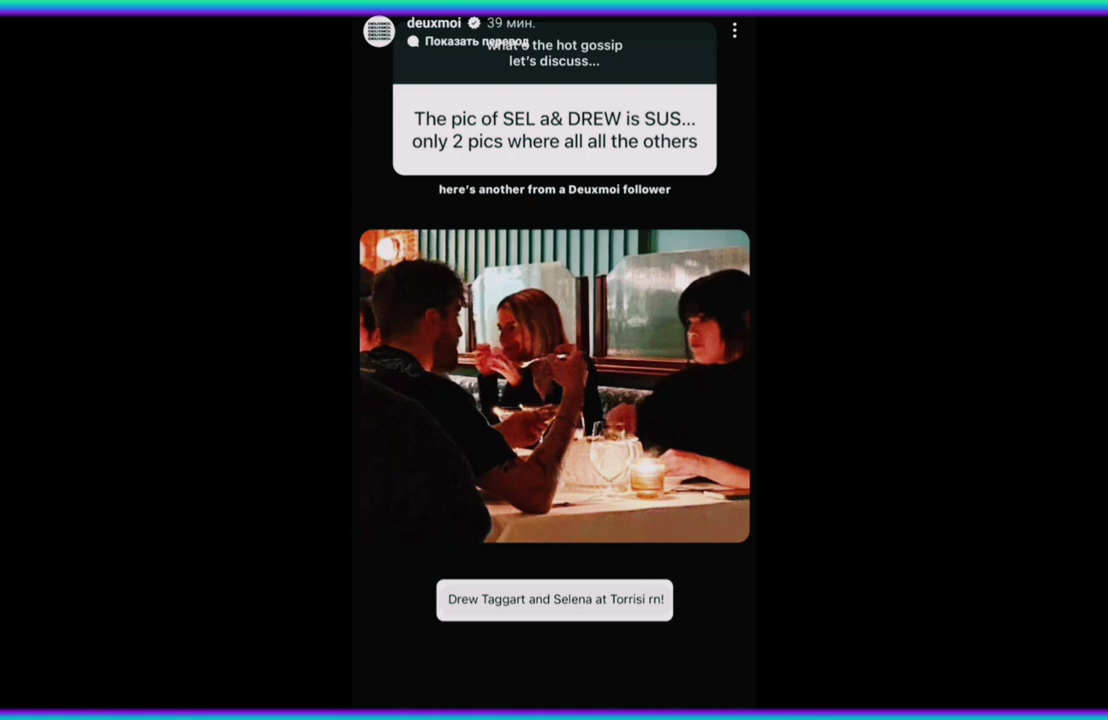 deuxmoi 39 мин.
Показать перевод
what's the hot gossip
let's discuss...
The pic of SEL a& DREW is SUS...
only 2 pics where all all the others
here's another from a Deuxmoi follower
Drew Taggart and Selena at Torrisi rn!